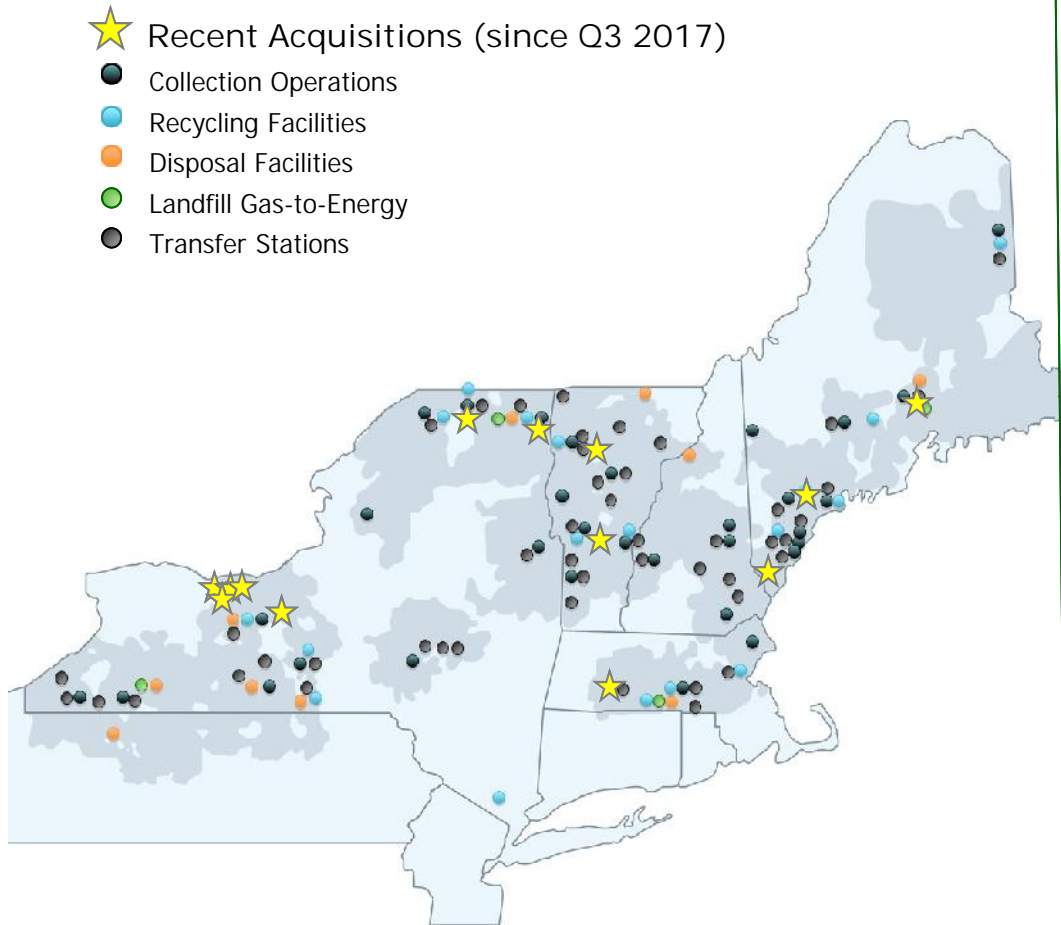 Recent Acquisitions (since Q3 2017)
Collection Operations
Recycling Facilities
Disposal Facilities
Landfill Gas-to-Energy
Transfer Stations